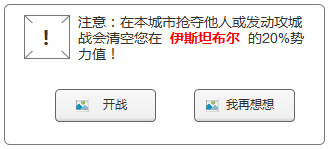 !
注意：在本城市抢夺他人或发动攻城
战会清空您在 伊斯坦布尔 的20%势
力值！
开战
我再想想